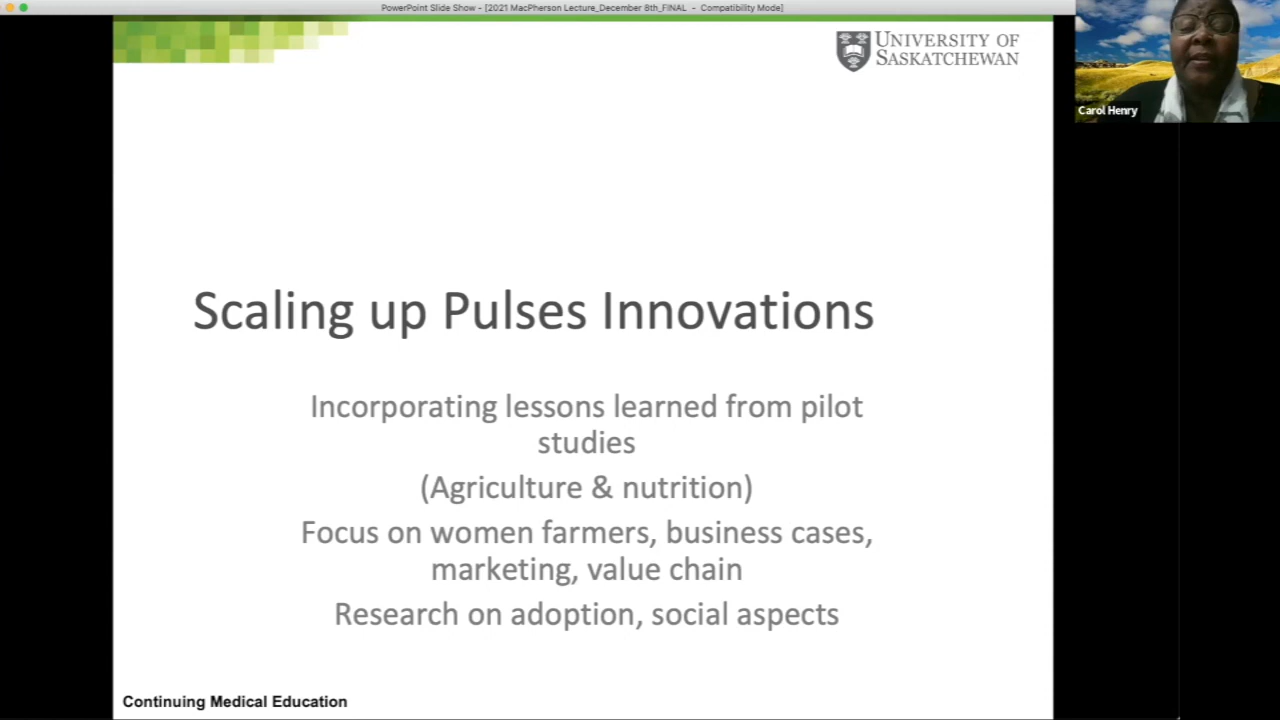 PowerPoint Slide Show - [2021 MacPherson Lecture_December 8th_FINAL - Compatibility Mode]
UNIVERSITY OF
SASKATCHEWAN
Carol Henry
Scaling up Pulses Innovations
Incorporating lessons learned from pilot
studies
(Agriculture & nutrition)
Focus on women farmers, business cases,
marketing, value chain
Research on adoption, social aspects
Continuing Medical Education